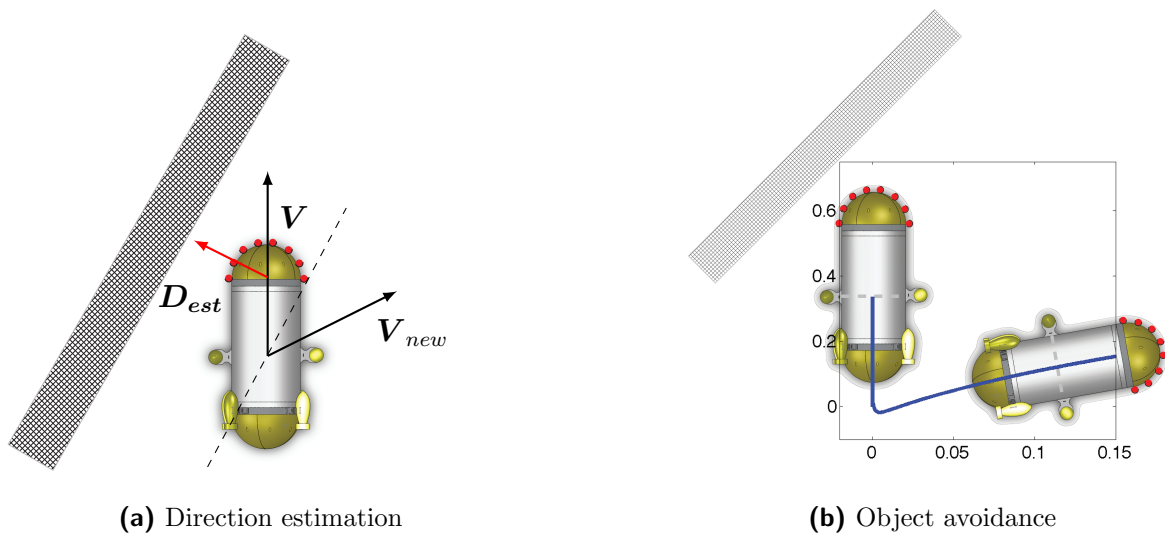 V
D_est
V_new
0.6
0.4
0.2
0
0 0.05 0.1 0.15
(a) Direction estimation
(b) Object avoidance